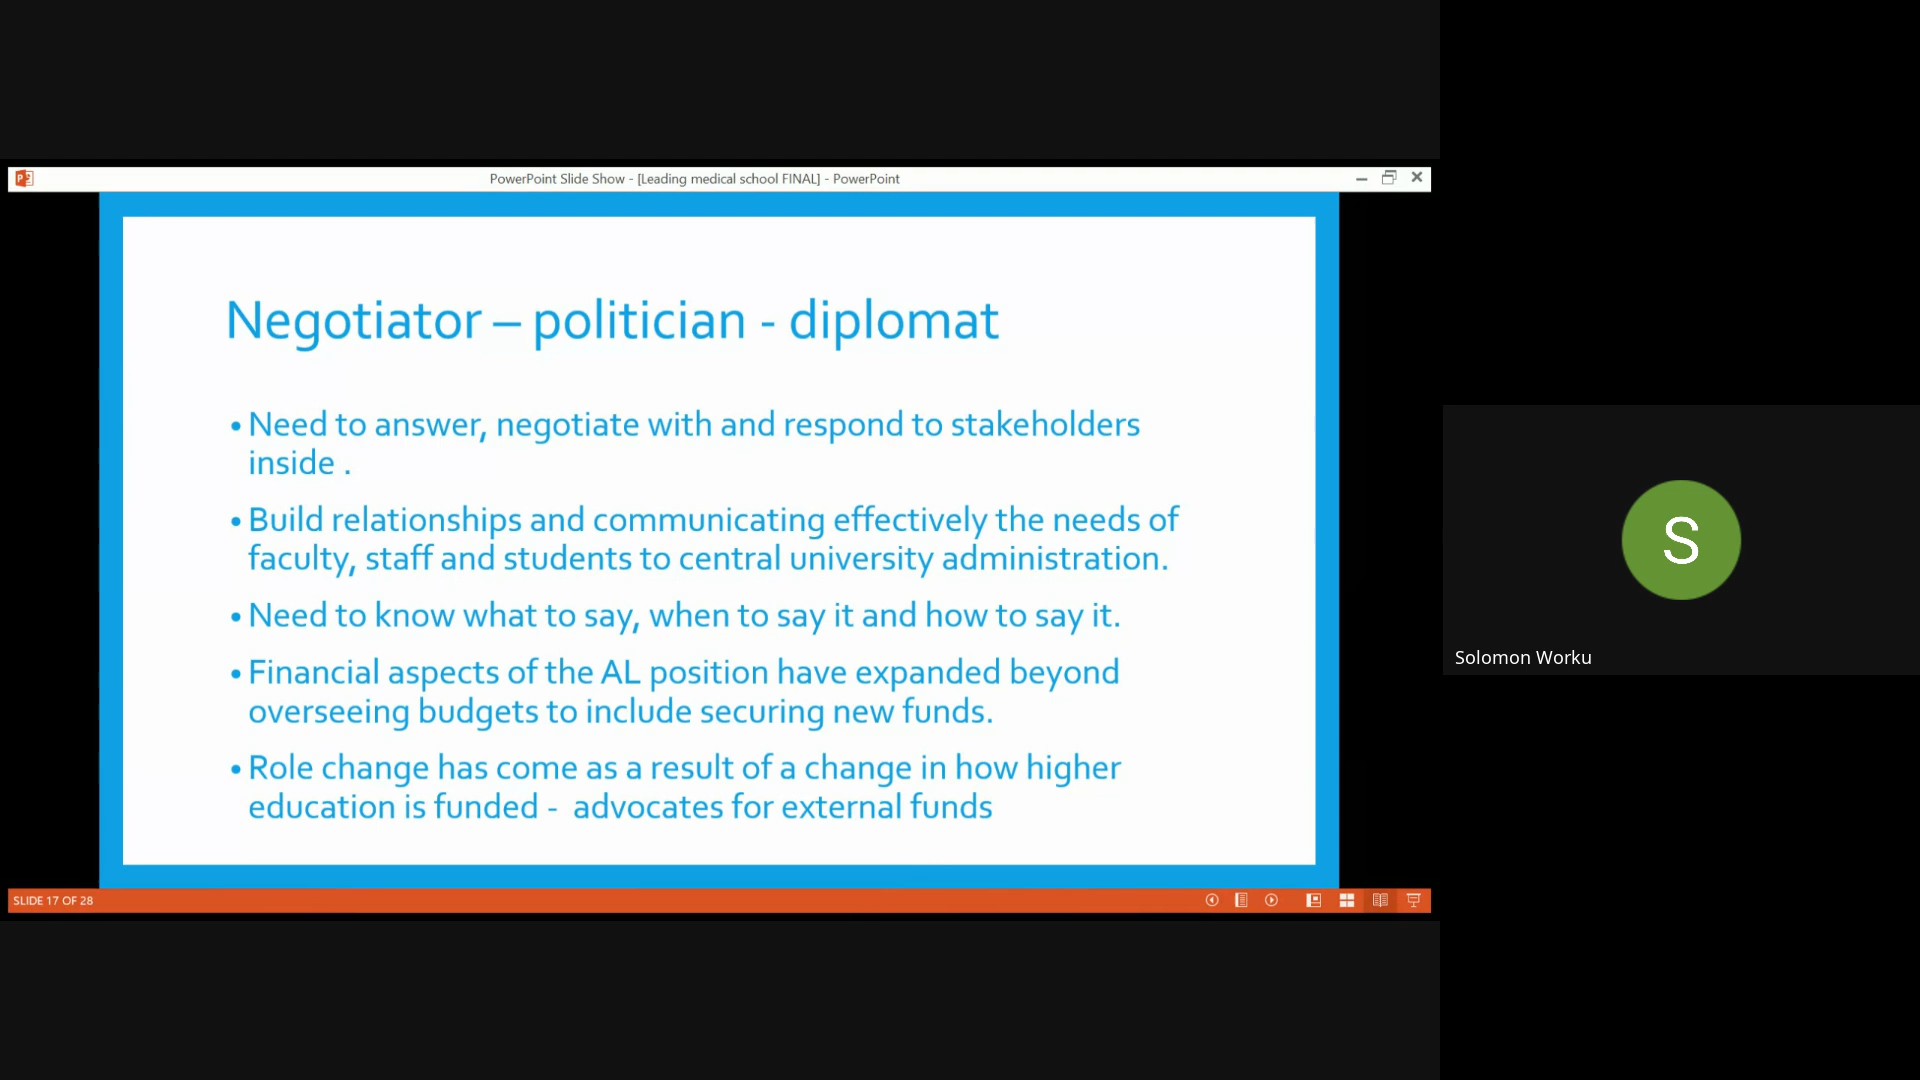 PowerPoint Slide Show - [Leading medical school FINAL] - PowerPoint
Negotiator – politician - diplomat
• Need to answer, negotiate with and respond to stakeholders
inside .
• Build relationships and communicating effectively the needs of
faculty, staff and students to central university administration.
• Need to know what to say, when to say it and how to say it.
• Financial aspects of the AL position have expanded beyond
overseeing budgets to include securing new funds.
• Role change has come as a result of a change in how higher
education is funded - advocates for external funds
SLIDE 17 OF 28
S
Solomon Worku